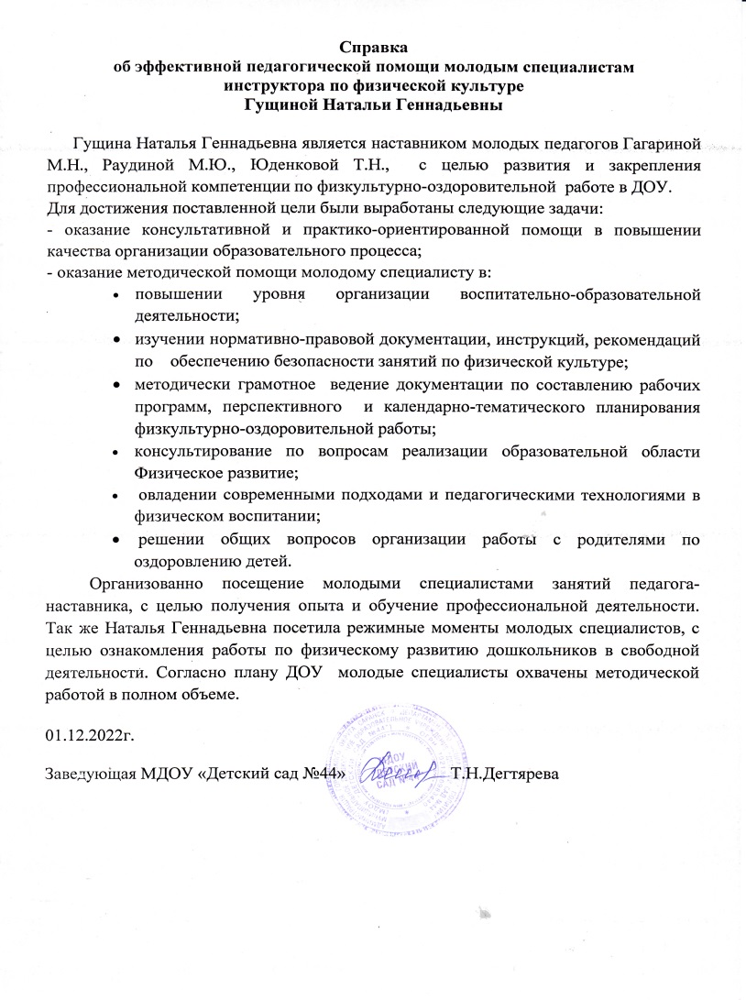 Справка
об эффективной педагогической помощи молодым специалистам
инструктора по физической культуре
Гущиной Натальи Геннадьевны
Гущина Наталья Геннадьевна является наставником молодых педагогов Гагариной
М.Н., Раудиной М.Ю., Юденковой Т.Н., с целью развития и закрепления
профессиональной компетенции по физкультурно-оздоровительной работе в ДОУ.
Для достижения поставленной цели были выработаны следующие задачи:
- оказание консультативной и практико-ориентированной помощи в повышении
качества организации образовательного процесса;
- оказание методической помощи молодому специалисту в:
• повышении уровня организации воспитательно-образовательной
деятельности;
• изучении нормативно-правовой документации, инструкций, рекомендаций
по обеспечению безопасности занятий по физической культуре;
• методически грамотное ведение документации по составлению рабочих
программ, перспективного и календарно-тематического планирования
физкультурно-оздоровительной работы;
• консультирование по вопросам реализации образовательной области
Физическое развитие;
• овладении современными подходами и педагогическими технологиями в
физическом воспитании;
• решении общих вопросов организации работы с родителями по
оздоровлению детей.
Организованно посещение молодыми специалистами занятий педагога-
наставника, с целью получения опыта и обучение профессиональной деятельности.
Так же Наталья Геннадьевна посетила режимные моменты молодых специалистов, с
целью ознакомления работы по физическому развитию дошкольников в свободной
деятельности. Согласно плану ДОУ молодые специалисты охвачены методической
работой в полном объеме.
01.12.2022г.
Заведующая МДОУ «Детский сад №44» Т.Н.Дегтярева
МДОУ
ДЕТСКИЙ
САД №44